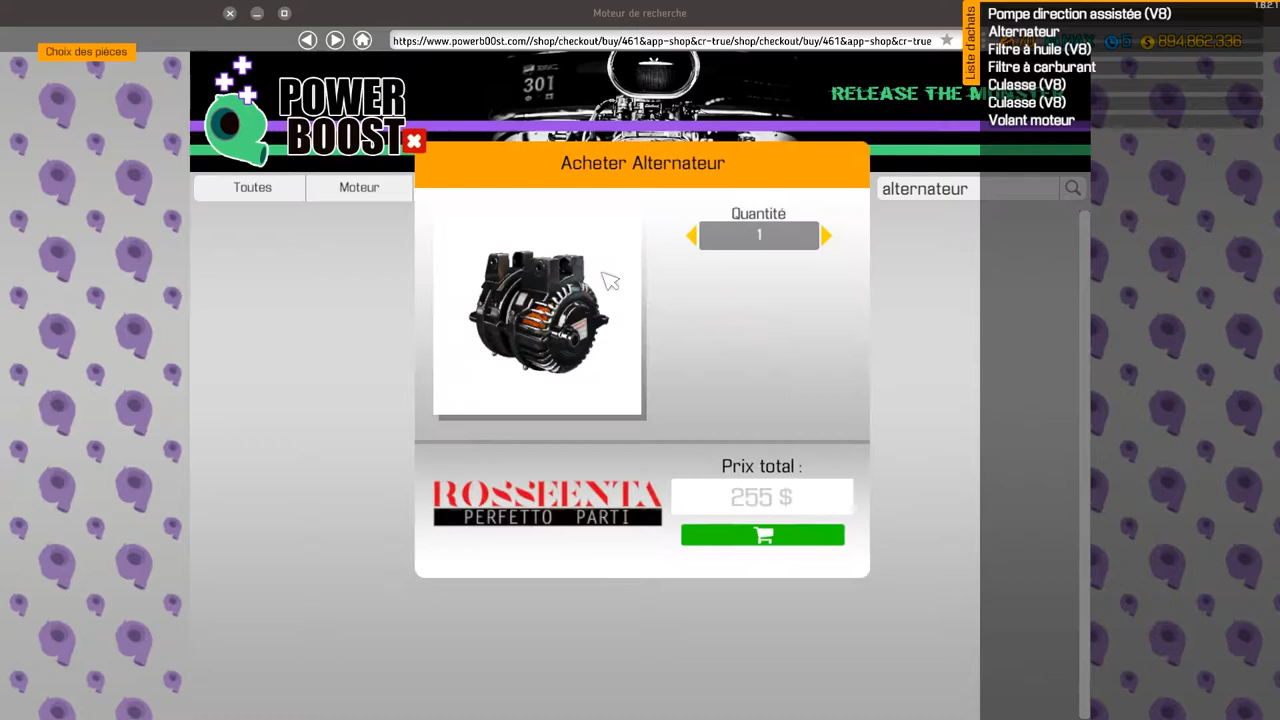 Moteur de recherche
1.6.2.1
Choix des pièces
https://www.powerb00st.com//shop/checkout/buy/461&app-shop&cr-true/shop/checkout/buy/461&app-shop&cr-true
Liste d'achats
Pompe direction assistée (V8)
Alternateur
Filtre à huile (V8)
Filtre à carburant
Culasse (V8)
Culasse (V8)
Volant moteur
894,862,336
POWER
BOOST
301
RELEASE THE M
Acheter Alternateur
Toutes
Moteur
alternateur
Quantité
1
Prix total :
255 $
ROSSEENTA
PERFETTO PARTI